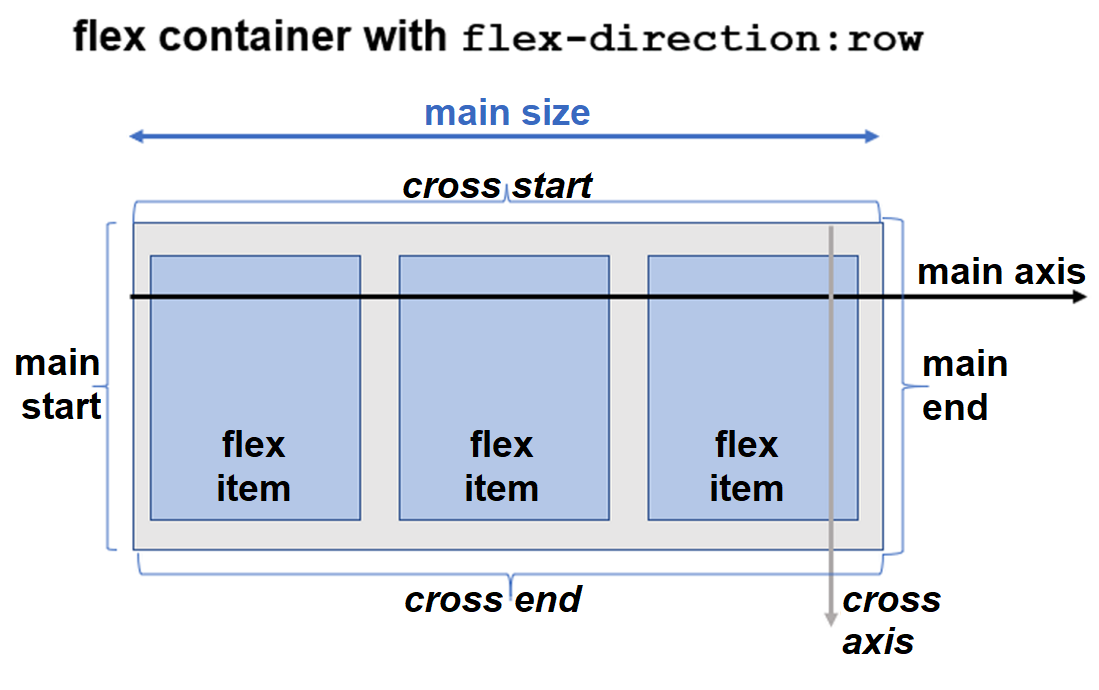 flex container with flex-direction:row
main size
cross start
main axis
main
start
main
end
flex
item
flex
item
flex
item
cross end
cross
axis